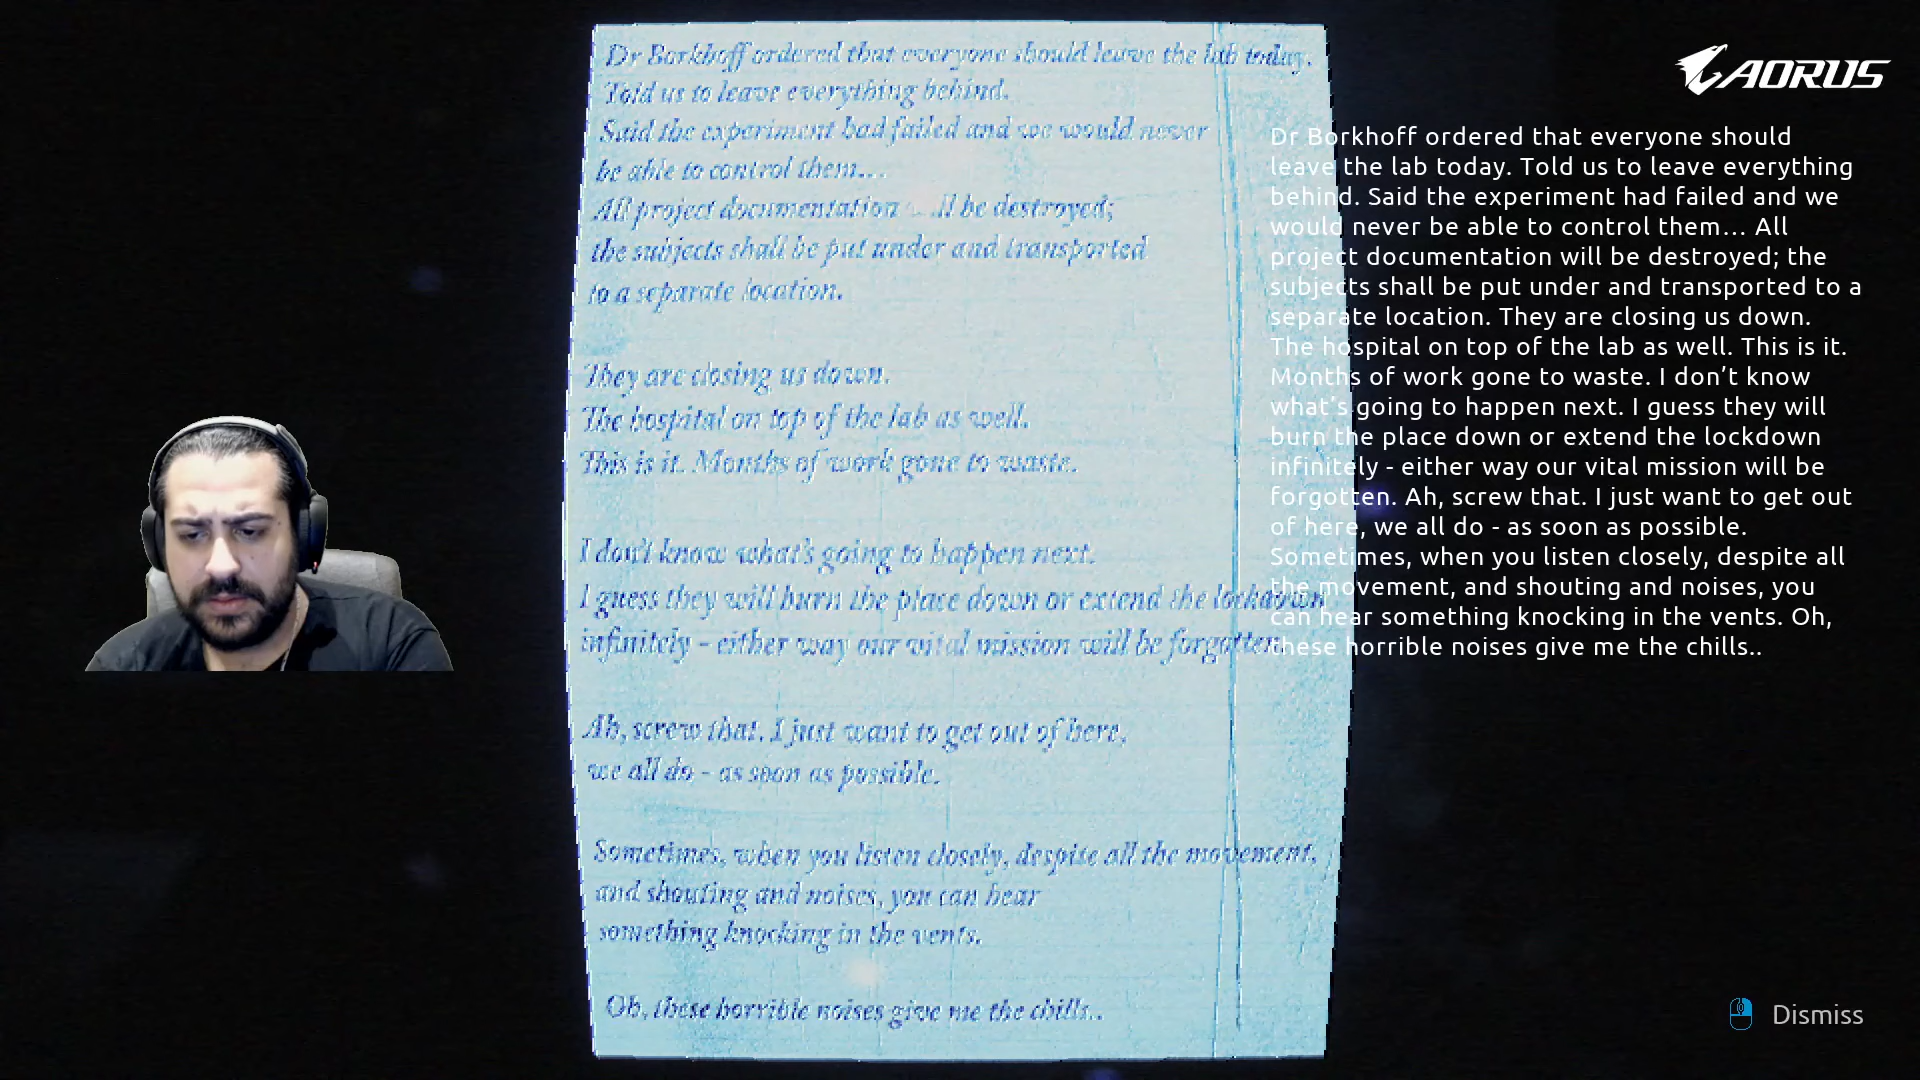 Dr Borkhoff ordered that everyone should leave the lab today.
Told us to leave everything behind.
Said the experiment had failed and we would never
be able to control them...
All project documentation will be destroyed;
the subjects shall be put under and transported
to a separate location.
They are closing us down.
The hospital on top of the lab as well.
This is it. Months of work gone to waste.
I don't know what's going to happen next.
I guess they will burn the place down or extend the lockdown
infinitely - either way our vital mission will be forgotten.
Ah, screw that. I just want to get out of here,
we all do - as soon as possible.
Sometimes, when you listen closely, despite all the movement,
and shouting and noises, you can hear
something knocking in the vents.
Oh, these horrible noises give me the chills..
AORUS
Dr Borkhoff ordered that everyone should
leave the lab today. Told us to leave everything
behind. Said the experiment had failed and we
would never be able to control them... All
project documentation will be destroyed; the
subjects shall be put under and transported to a
separate location. They are closing us down.
The hospital on top of the lab as well. This is it.
Months of work gone to waste. I don't know
what's going to happen next. I guess they will
burn the place down or extend the lockdown
infinitely - either way our vital mission will be
forgotten. Ah, screw that. I just want to get out
of here, we all do - as soon as possible.
Sometimes, when you listen closely, despite all
the movement, and shouting and noises, you
can hear something knocking in the vents. Oh,
these horrible noises give me the chills..
Dismiss